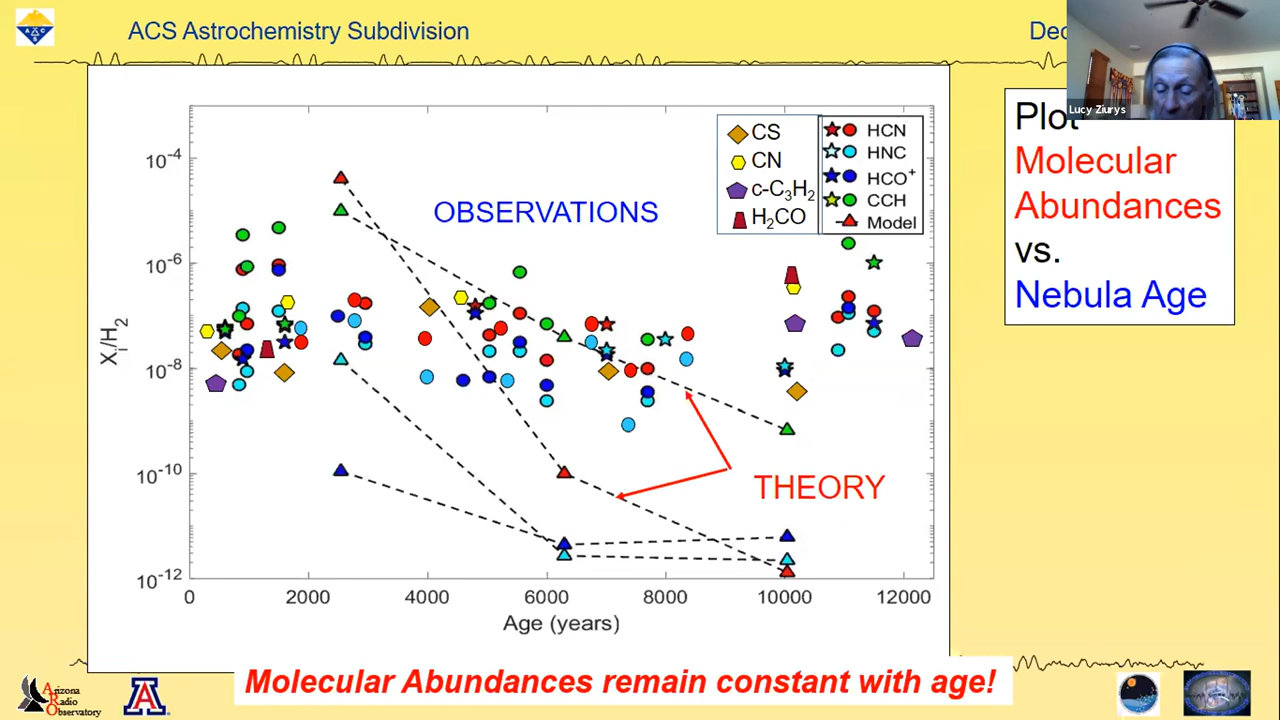 ACS Astrochemistry Subdivision
Dec
Lucy Ziurys
Plot
Molecular
Abundances
vs.
Nebula Age
CS
CN
c-C₃H₂
H₂CO
HCN
HNC
HCO⁺
CCH
Model
OBSERVATIONS
THEORY
Xᵢ/H₂
10⁻⁴
10⁻⁶
10⁻⁸
10⁻¹⁰
10⁻¹²
0 2000 4000 6000 8000 10000 12000
Age (years)
Molecular Abundances remain constant with age!
Arizona
Radio
Observatory
A